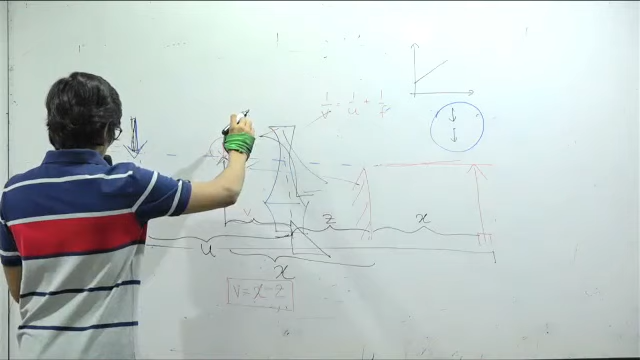 1/v = 1/u + 1/f
v
z
x
u
x
v = x - z